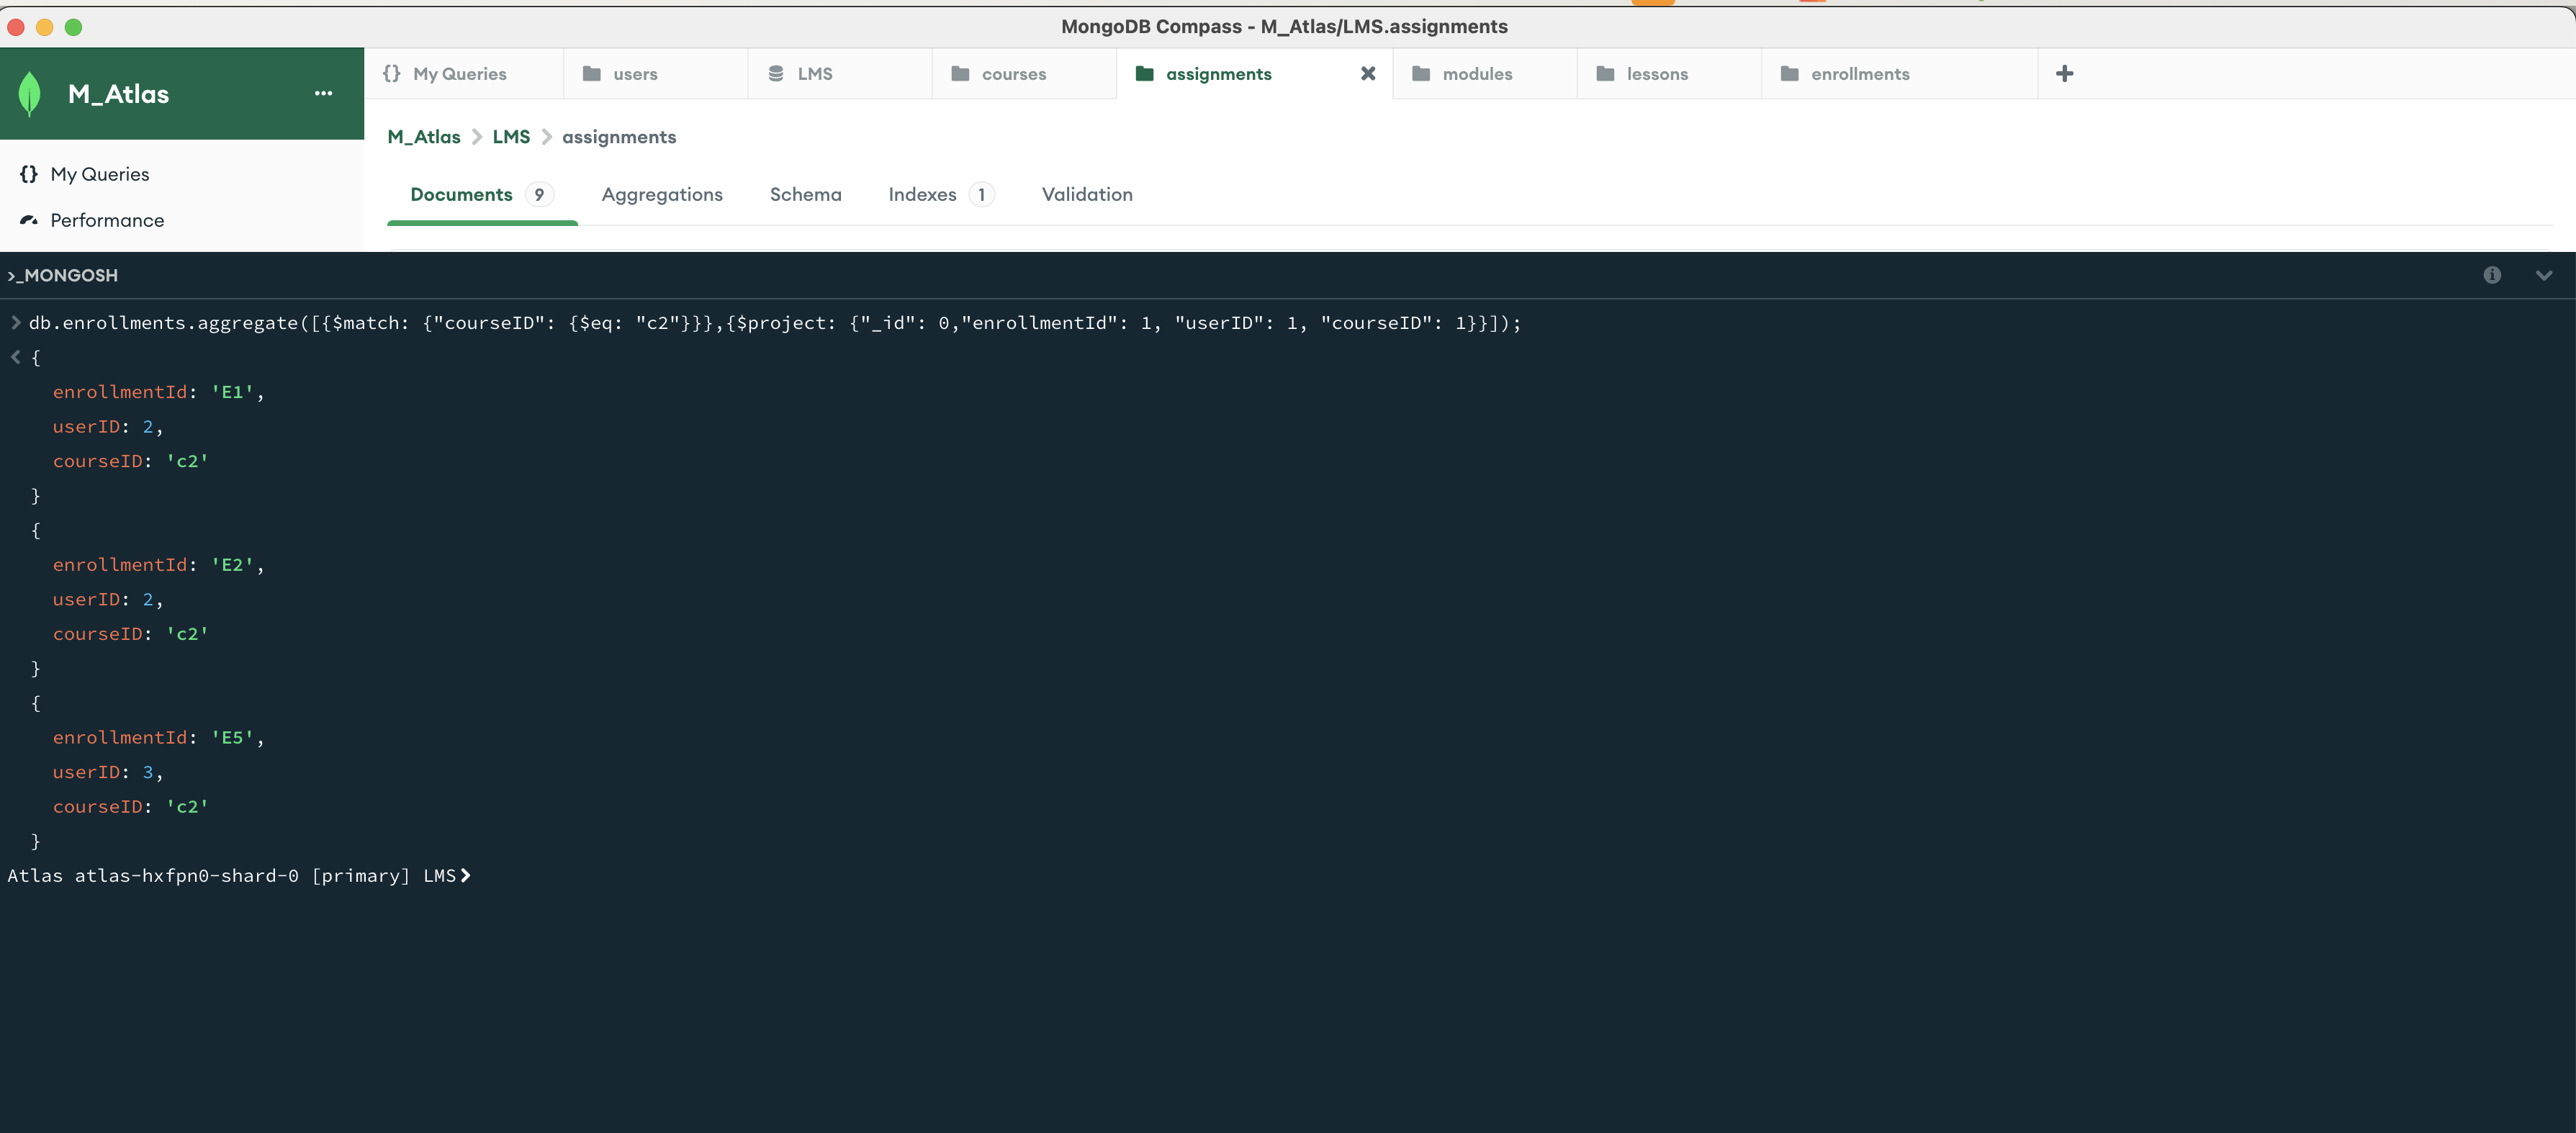 MongoDB Compass - M_Atlas/LMS.assignments
M_Atlas
{} My Queries
users
LMS
courses
assignments
modules
lessons
enrollments
M_Atlas > LMS > assignments
{} My Queries
Performance
Documents 9
Aggregations
Schema
Indexes 1
Validation
>_MONGOSH
> db.enrollments.aggregate([{$match: {"courseID": {$eq: "c2"}}},{$project: {"_id": 0,"enrollmentId": 1, "userID": 1, "courseID": 1}}]);
< {
enrollmentId: 'E1',
userID: 2,
courseID: 'c2'
}
{
enrollmentId: 'E2',
userID: 2,
courseID: 'c2'
}
{
enrollmentId: 'E5',
userID: 3,
courseID: 'c2'
}
Atlas atlas-hxfpn0-shard-0 [primary] LMS>